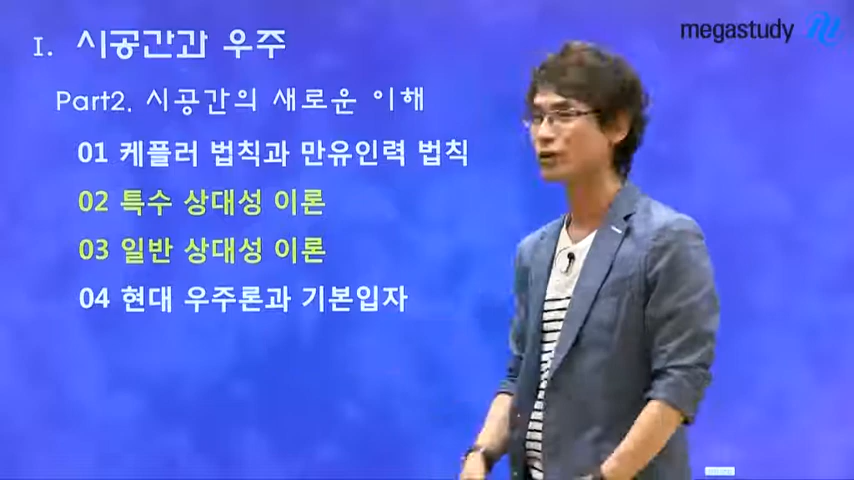 megastudy
I. 시공간과 우주
Part2. 시공간의 새로운 이해
01 케플러 법칙과 만유인력 법칙
02 특수 상대성 이론
03 일반 상대성 이론
04 현대 우주론과 기본입자